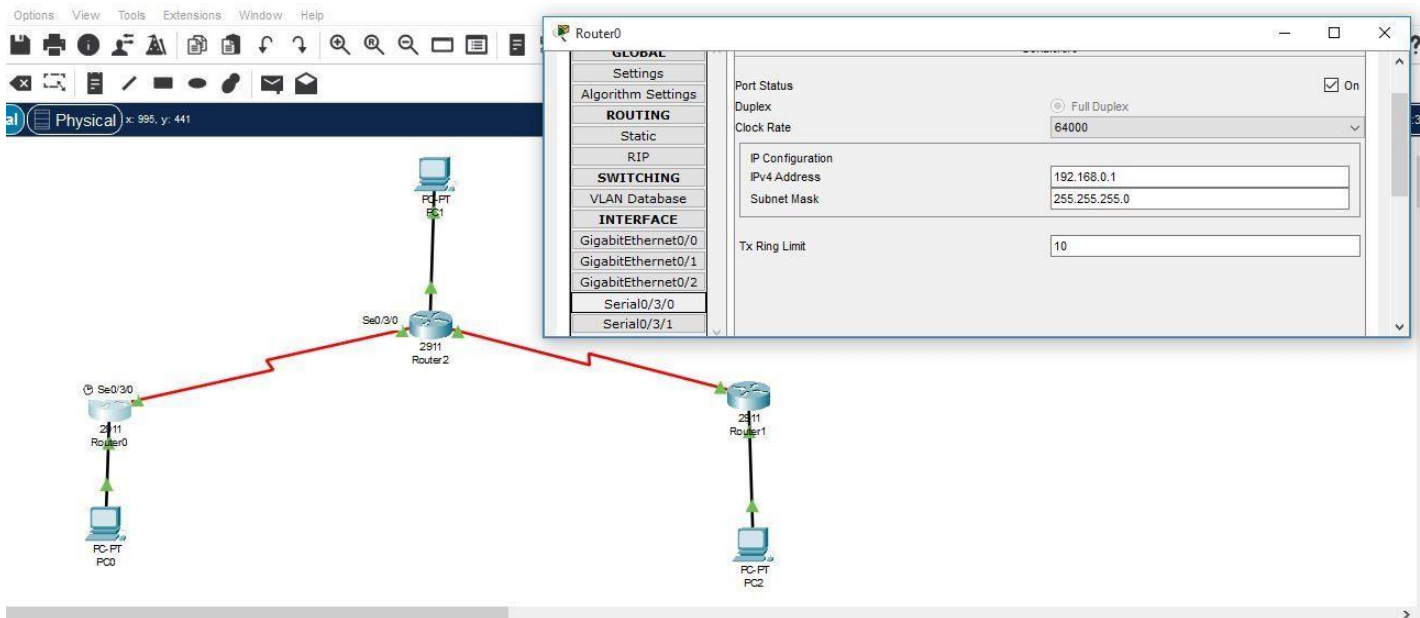 Options View Tools Extensions Window Help
Physical x: 995, y: 441
Router0
GLOBAL
Settings
Algorithm Settings
ROUTING
Static
RIP
SWITCHING
VLAN Database
INTERFACE
GigabitEthernet0/0
GigabitEthernet0/1
GigabitEthernet0/2
Serial0/3/0
Serial0/3/1
Port Status
On
Duplex
Full Duplex
Clock Rate
64000
IP Configuration
IPv4 Address
192.168.0.1
Subnet Mask
255.255.255.0
Tx Ring Limit
10
PC-PT
PC1
Se0/3/0
2911
Router2
Se0/3/0
2911
Router0
2911
Router1
PC-PT
PC0
PC-PT
PC2